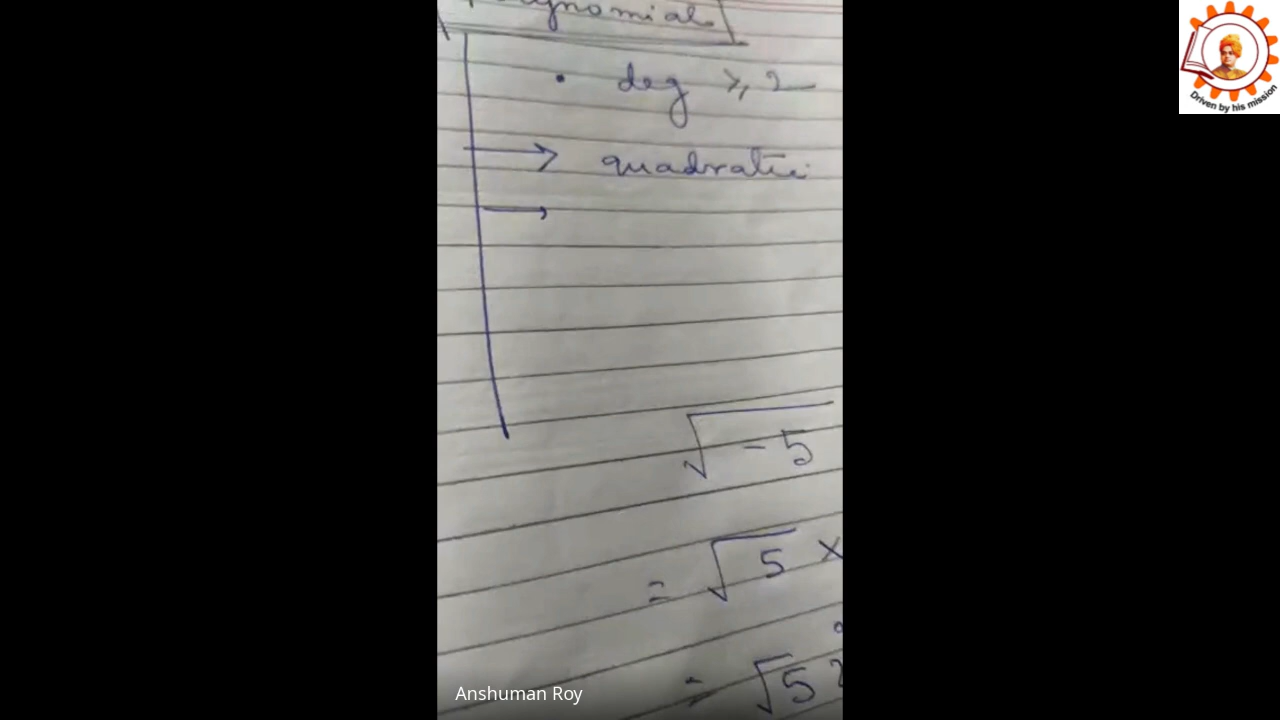 • deg ≥ 2
→ quadratic
→
√-5
= √5 ×
= √5
Driven by his mission
Anshuman Roy